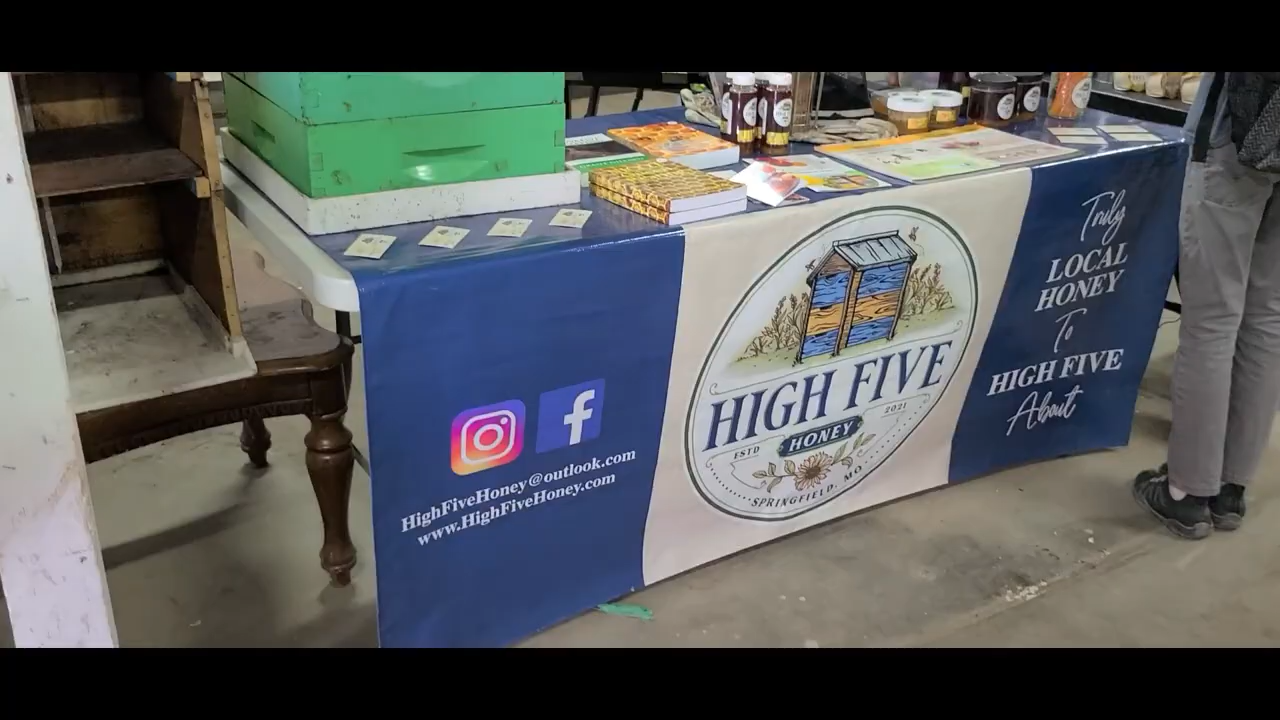 HighFiveHoney@outlook.com
www.HighFiveHoney.com
HIGH FIVE
ESTD
HONEY
2021
SPRINGFIELD, MO
Truly
LOCAL
HONEY
To
HIGH FIVE
About